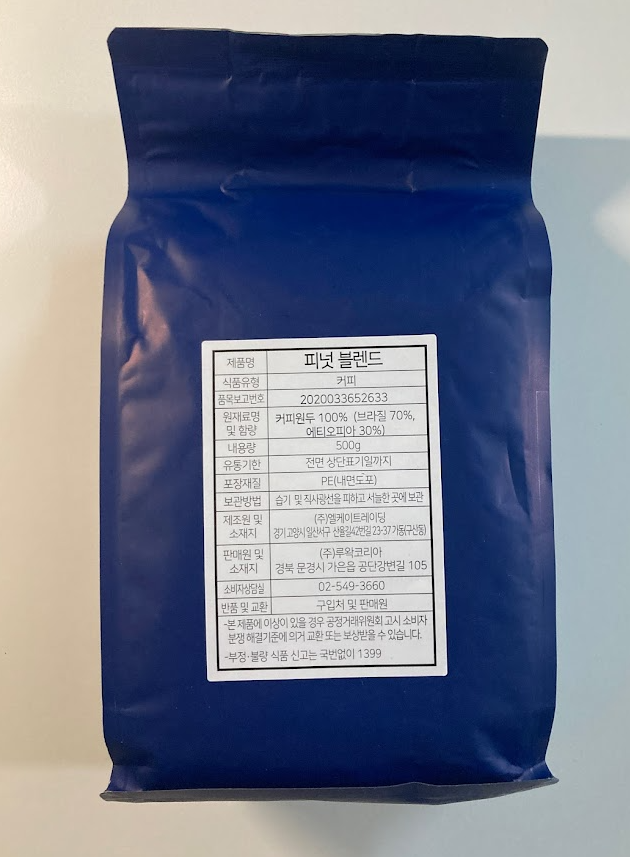 제품명 피넛 블렌드
식품유형 커피
품목보고번호 2020033652633
원재료명 및 함량 커피원두 100% (브라질 70%,
에티오피아 30%)
내용량 500g
유통기한 전면 상단표기일까지
포장재질 PE(내면도포)
보관방법 습기 및 직사광선을 피하고 서늘한 곳에 보관
제조원 및 소재지 (주)엘케이트레이딩
경기 고양시 일산서구 산율길42번길 23-37 가동(구산동)
판매원 및 소재지 (주)루왁코리아
경북 문경시 가은읍 공단강변길 105
소비자상담실 02-549-3660
반품 및 교환 구입처 및 판매원
-본 제품에 이상이 있을 경우 공정거래위원회 고시 소비자
분쟁 해결기준에 의거 교환 또는 보상받을 수 있습니다.
-부정·불량 식품 신고는 국번없이 1399